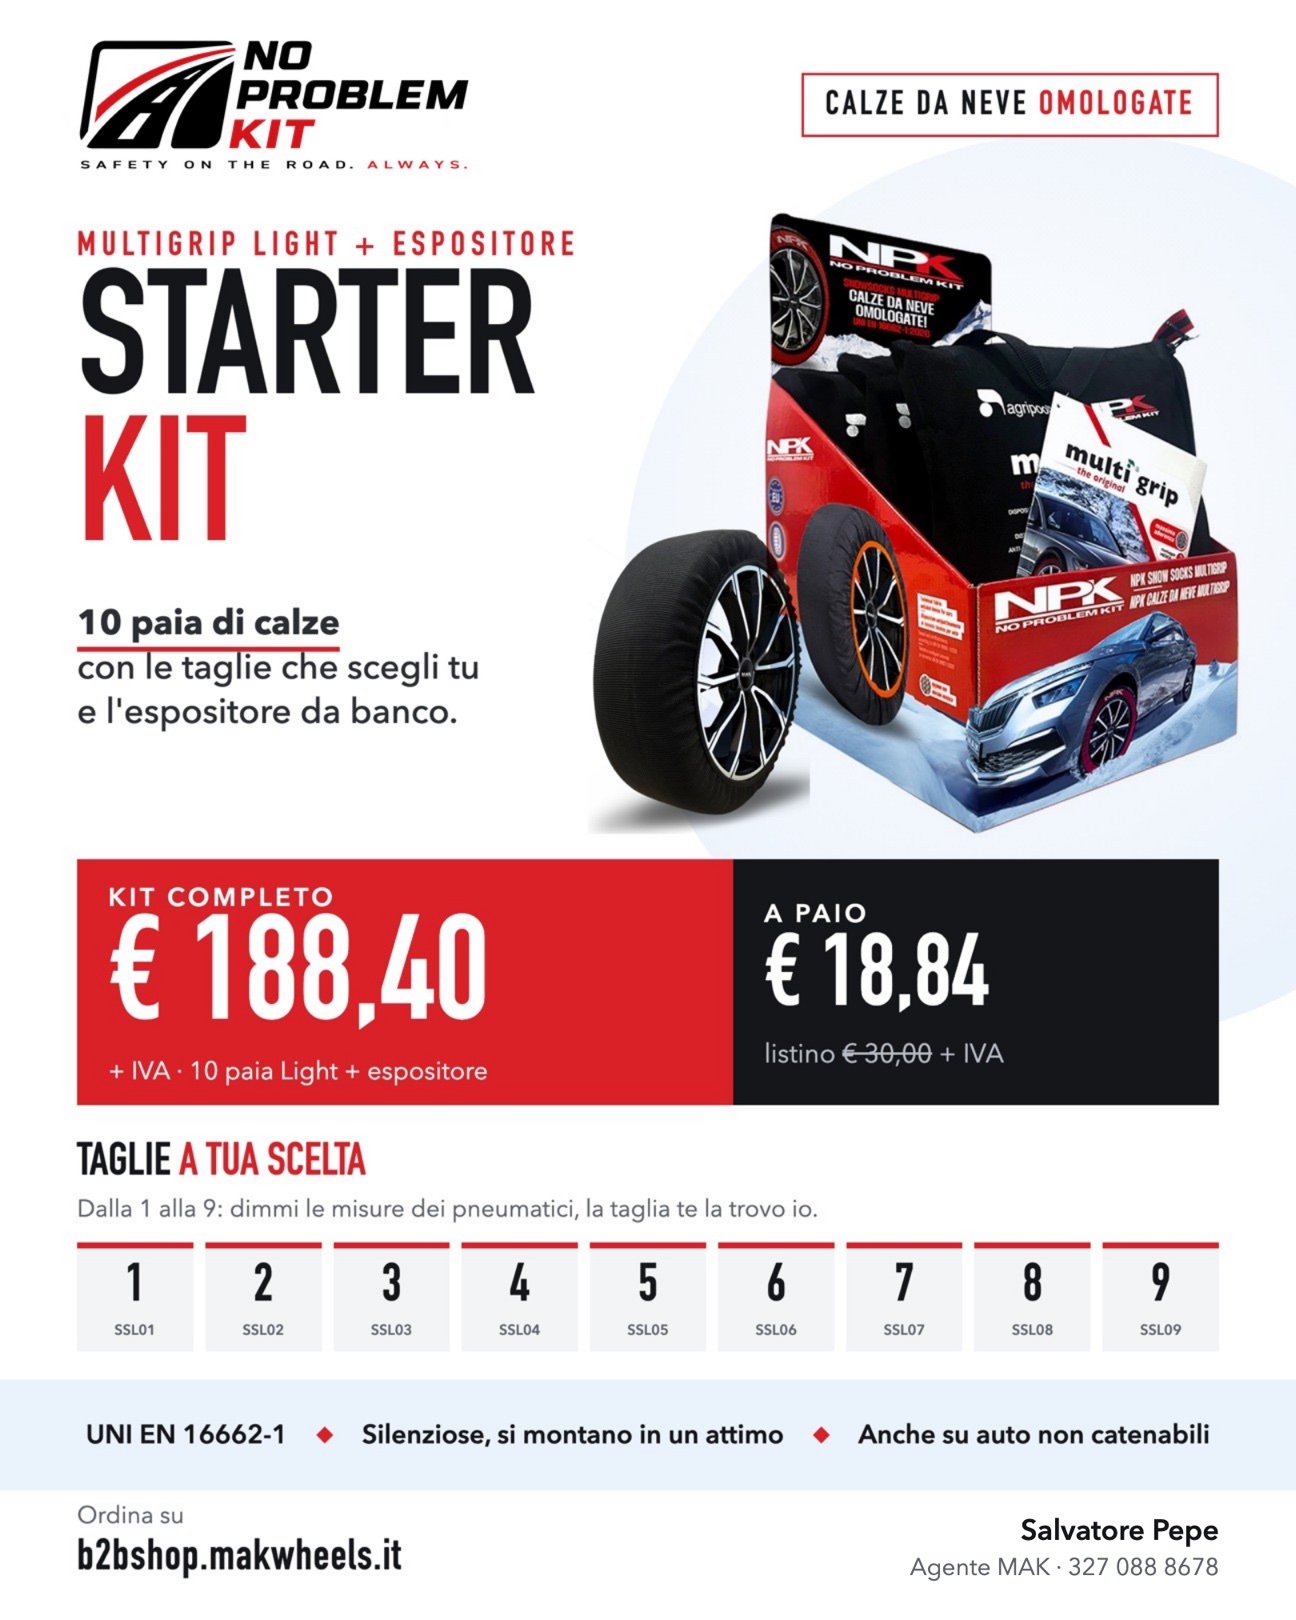 NO
PROBLEM
KIT
SAFETY ON THE ROAD. ALWAYS.
CALZE DA NEVE OMOLOGATE
MULTIGRIP LIGHT + ESPOSITORE
STARTER
KIT
10 paia di calze
con le taglie che scegli tu
e l'espositore da banco.
NPK
NO PROBLEM KIT
SNOWSOCKS MULTIGRIP
CALZE DA NEVE
OMOLOGATE!
UNI EN 16662-1:2020
NPK
multi grip
the original
NPK
NO PROBLEM KIT
NPK SNOW SOCKS MULTIGRIP
NPK CALZE DA NEVE MULTIGRIP
KIT COMPLETO
€ 188,40
+ IVA · 10 paia Light + espositore
A PAIO
€ 18,84
listino € 30,00 + IVA
TAGLIE A TUA SCELTA
Dalla 1 alla 9: dimmi le misure dei pneumatici, la taglia te la trovo io.
1 2 3 4 5 6 7 8 9
SSL01 SSL02 SSL03 SSL04 SSL05 SSL06 SSL07 SSL08 SSL09
UNI EN 16662-1 ◆ Silenziose, si montano in un attimo ◆ Anche su auto non catenabili
Ordina su
b2bshop.makwheels.it
Salvatore Pepe
Agente MAK · 327 088 8678